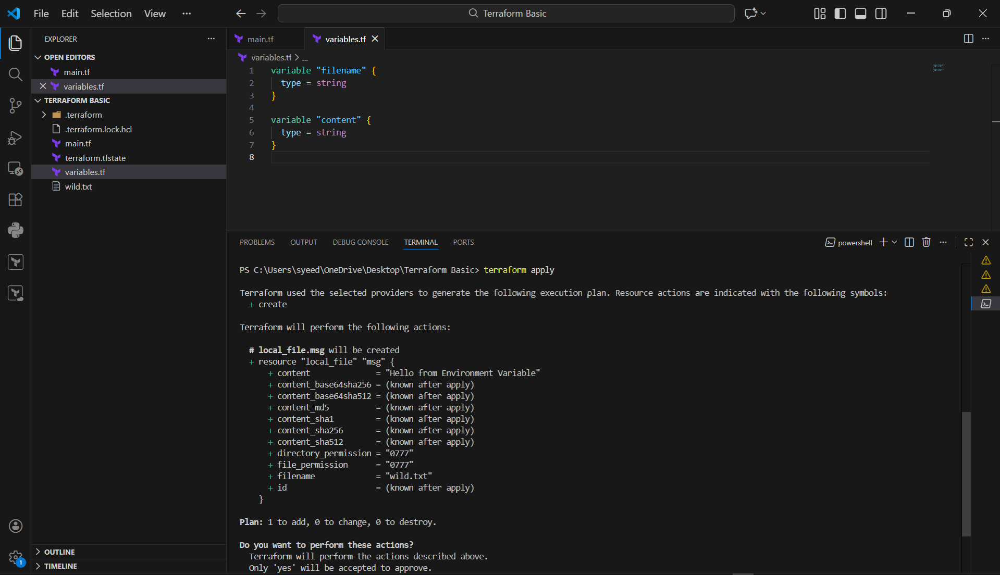 File Edit Selection View ···
Terraform Basic
EXPLORER ···
OPEN EDITORS
main.tf
variables.tf
TERRAFORM BASIC
.terraform
.terraform.lock.hcl
main.tf
terraform.tfstate
variables.tf
wild.txt
OUTLINE
TIMELINE
1
main.tf
variables.tf
variables.tf > ...
1 variable "filename" {
2 type = string
3 }
4
5 variable "content" {
6 type = string
7 }
8
PROBLEMS OUTPUT DEBUG CONSOLE TERMINAL PORTS
powershell
PS C:\Users\syeed\OneDrive\Desktop\Terraform Basic> terraform apply
Terraform used the selected providers to generate the following execution plan. Resource actions are indicated with the following symbols:
+ create
Terraform will perform the following actions:
# local_file.msg will be created
+ resource "local_file" "msg" {
+ content = "Hello from Environment Variable"
+ content_base64sha256 = (known after apply)
+ content_base64sha512 = (known after apply)
+ content_md5 = (known after apply)
+ content_sha1 = (known after apply)
+ content_sha256 = (known after apply)
+ content_sha512 = (known after apply)
+ directory_permission = "0777"
+ file_permission = "0777"
+ filename = "wild.txt"
+ id = (known after apply)
}
Plan: 1 to add, 0 to change, 0 to destroy.
Do you want to perform these actions?
Terraform will perform the actions described above.
Only 'yes' will be accepted to approve.